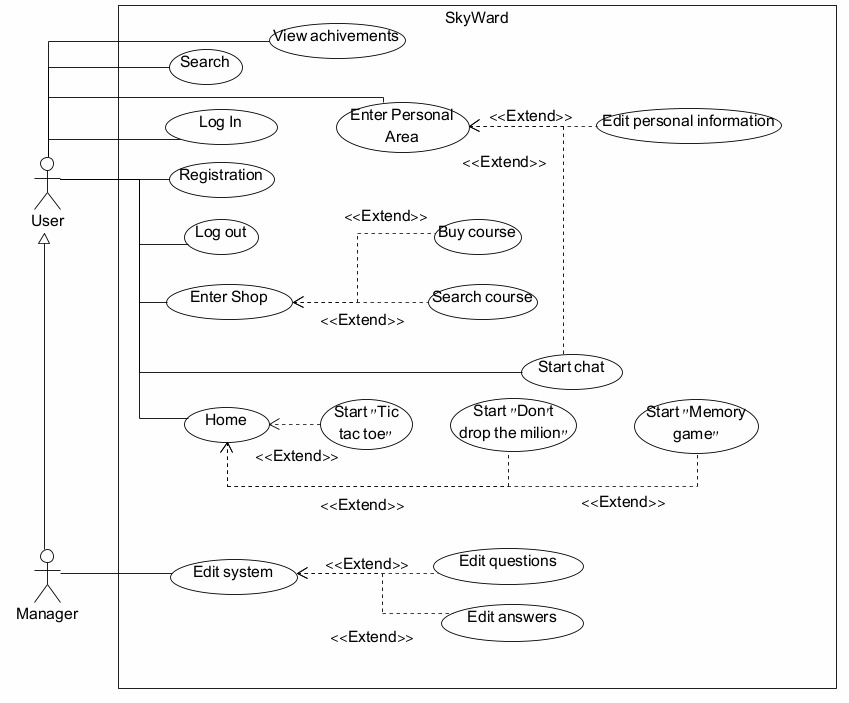 SkyWard
View achivements
Search
Enter Personal
Area
<<Extend>>
Edit personal information
Log In
<<Extend>>
Registration
User
<<Extend>>
Log out
Buy course
Enter Shop
Search course
<<Extend>>
Start chat
Home
Start "Tic
tac toe"
Start "Don't
drop the milion"
Start "Memory
game"
<<Extend>>
<<Extend>>
<<Extend>>
Manager
Edit system
<<Extend>>
Edit questions
Edit answers
<<Extend>>